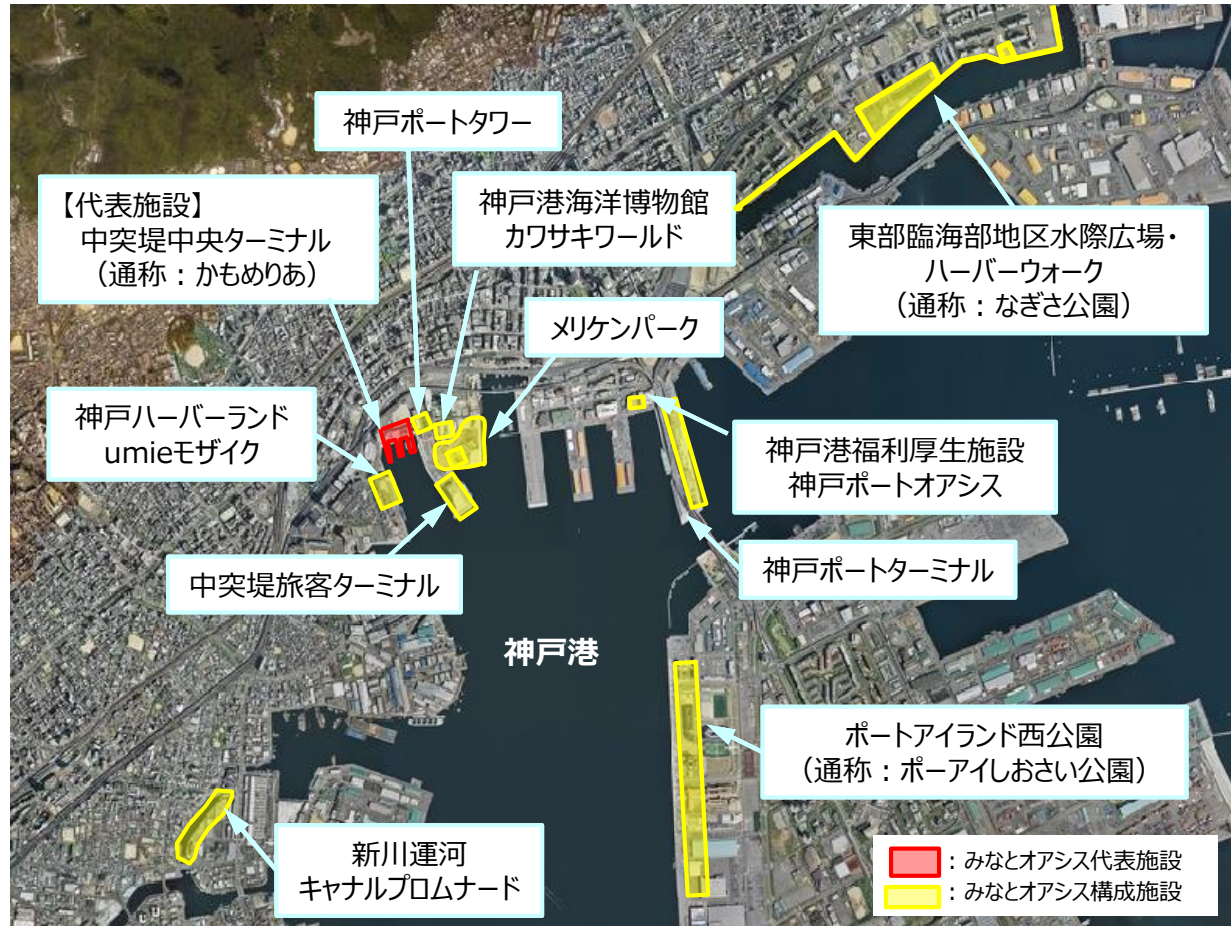 神戸ポートタワー
【代表施設】
中突堤中央ターミナル
（通称：かもめりあ）
神戸港海洋博物館
カワサキワールド
東部臨海部地区水際広場・
ハーバーウォーク
（通称：なぎさ公園）
メリケンパーク
神戸ハーバーランド
umieモザイク
神戸港福利厚生施設
神戸ポートオアシス
中突堤旅客ターミナル
神戸ポートターミナル
神戸港
ポートアイランド西公園
（通称：ポーアイしおさい公園）
新川運河
キャナルプロムナード
：みなとオアシス代表施設
：みなとオアシス構成施設